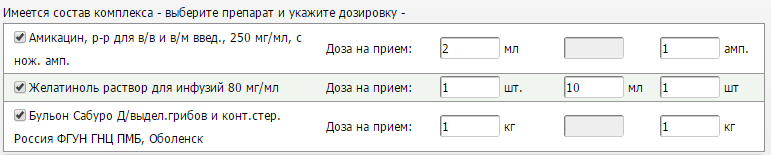 Имеется состав комплекса - выберите препарат и укажите дозировку -
Амикацин, р-р для в/в и в/м введ., 250 мг/мл, с нож. амп. Доза на прием: 2 мл 1 амп.
Желатиноль раствор для инфузий 80 мг/мл Доза на прием: 1 шт. 10 мл 1 шт
Бульон Сабуро Д/выдел.грибов и конт.стер. Россия ФГУН ГНЦ ПМБ, Оболенск Доза на прием: 1 кг 1 кг